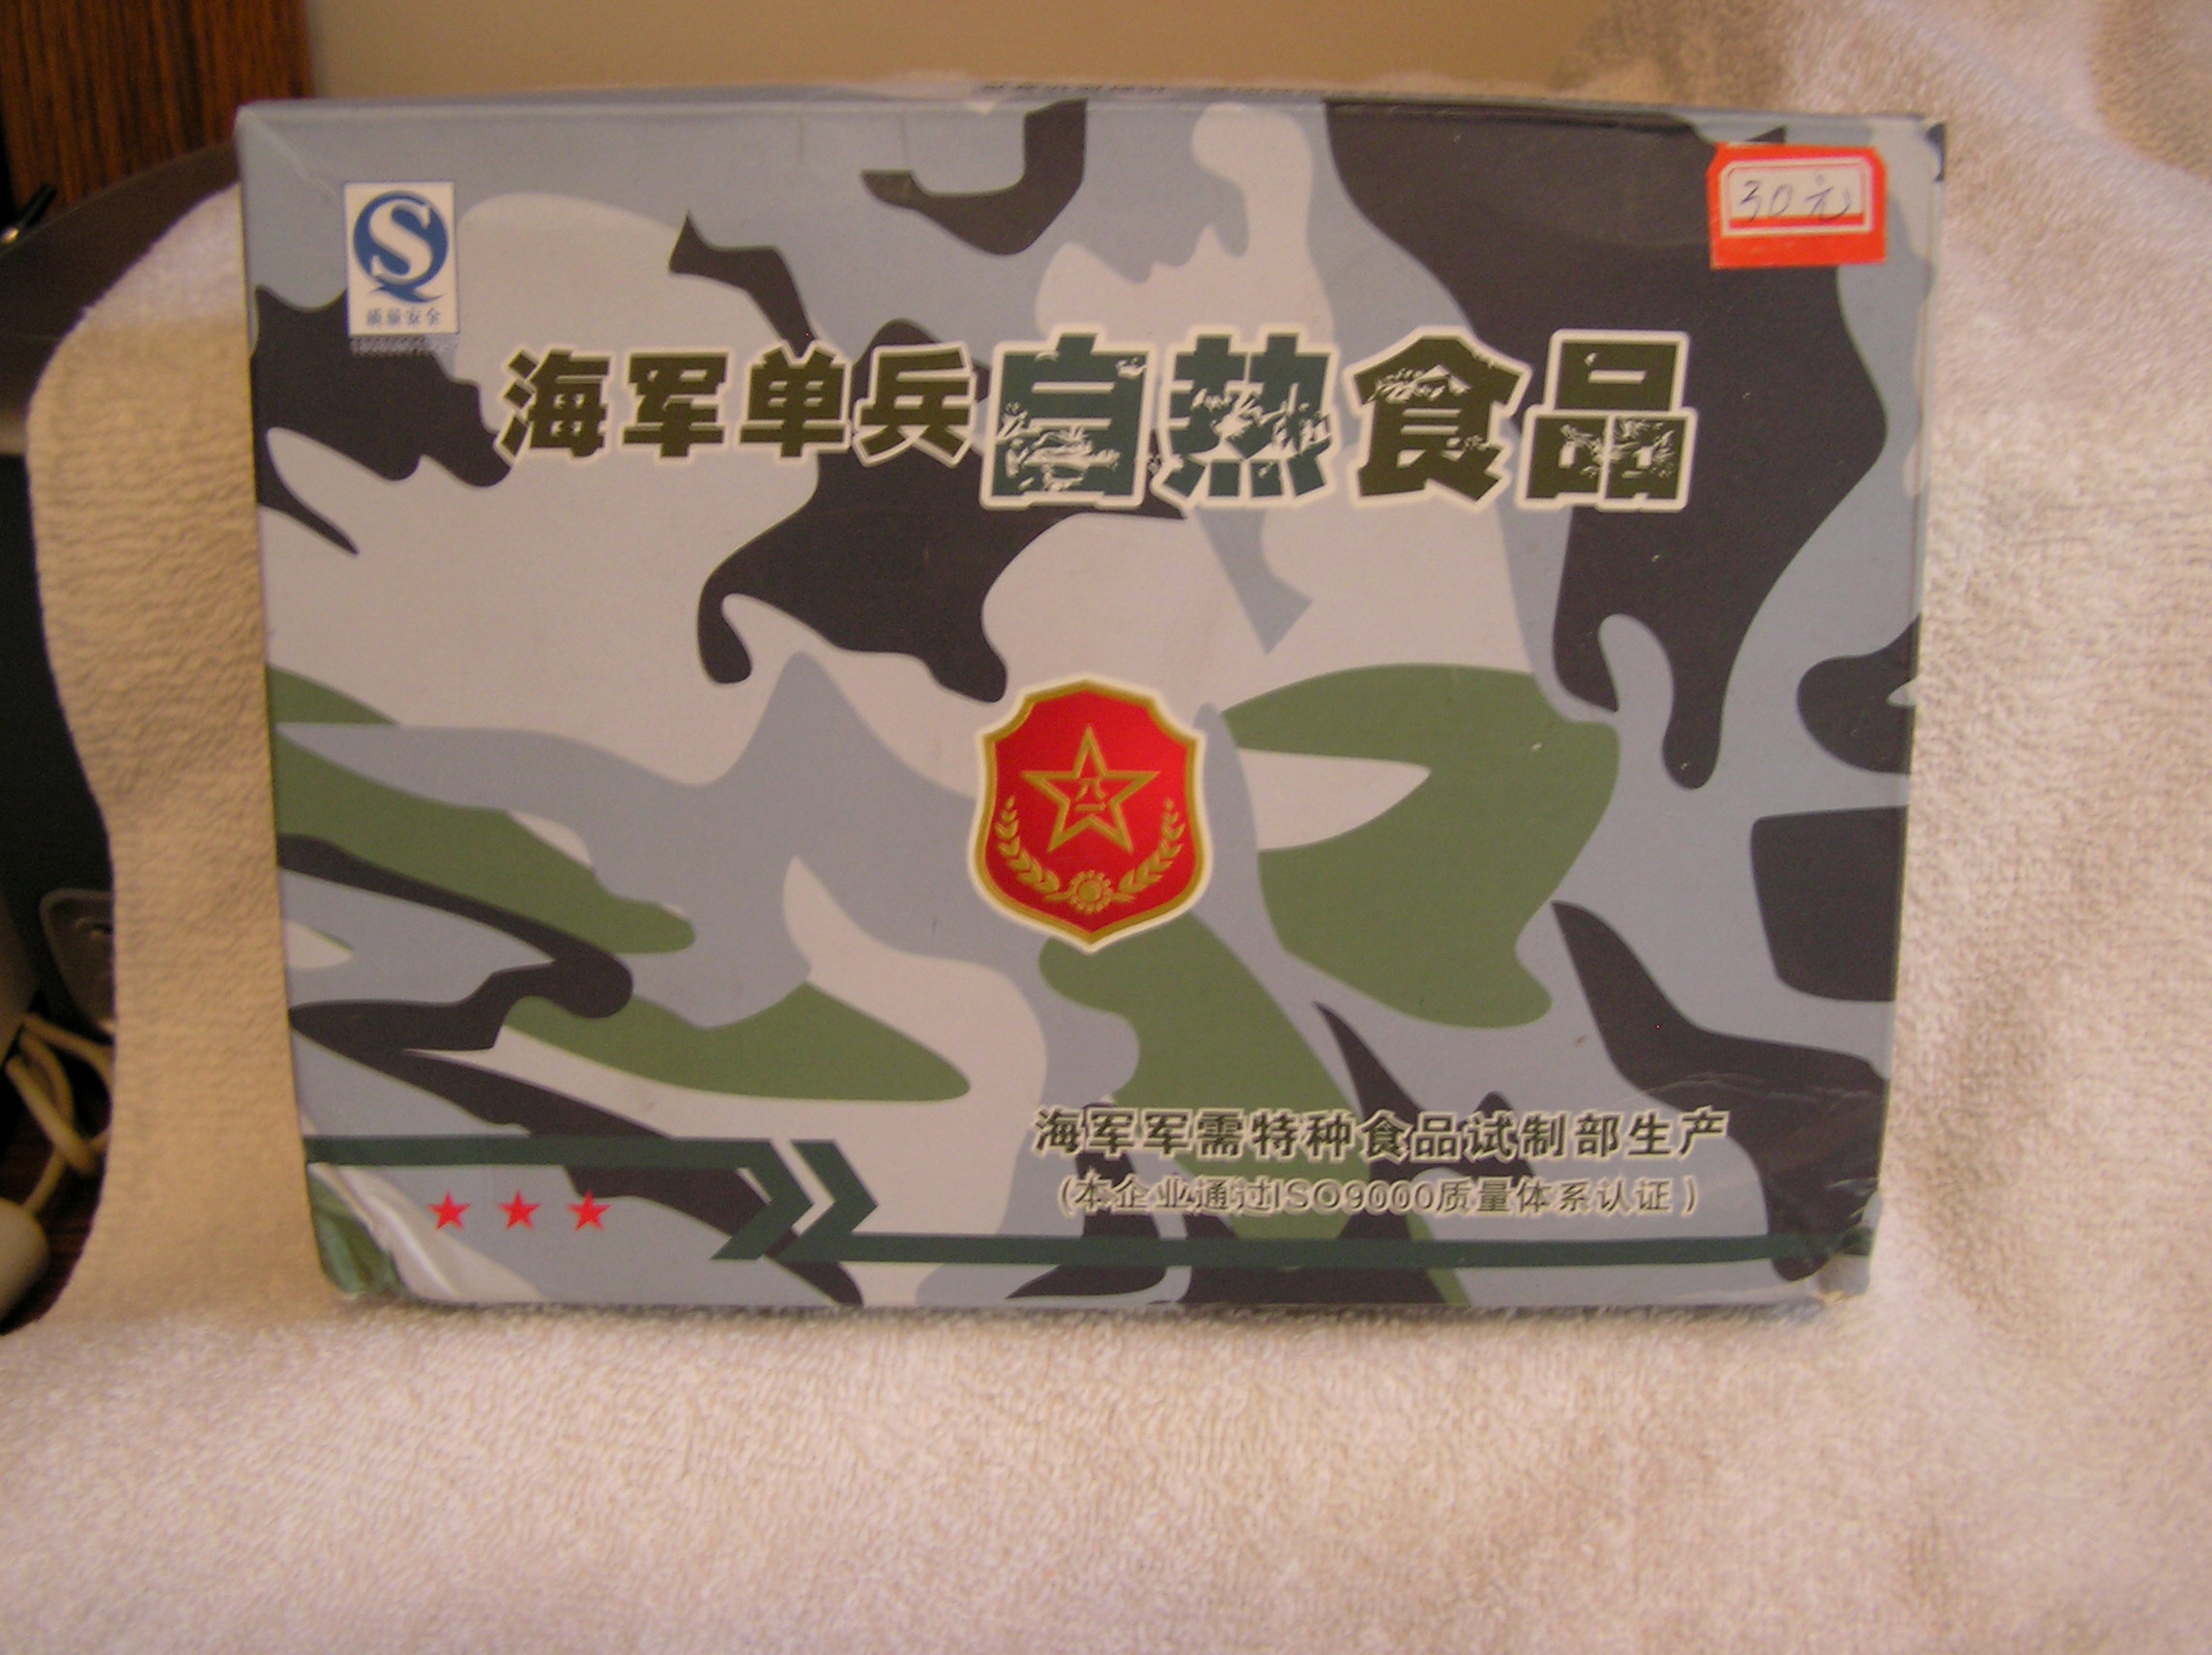 30元
海军单兵自热食品
八一
海军军需特种食品试制部生产
(本企业通过ISO9000质量体系认证)